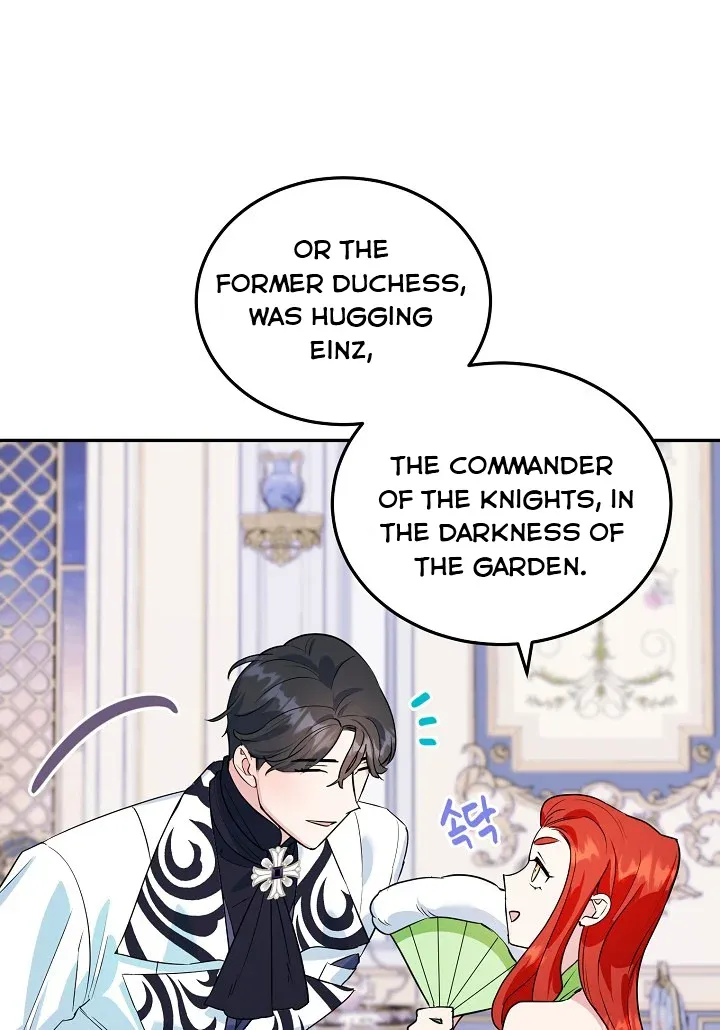 OR THE
FORMER DUCHESS,
WAS HUGGING
EINZ,
THE COMMANDER
OF THE KNIGHTS, IN
THE DARKNESS OF
THE GARDEN.
속닥